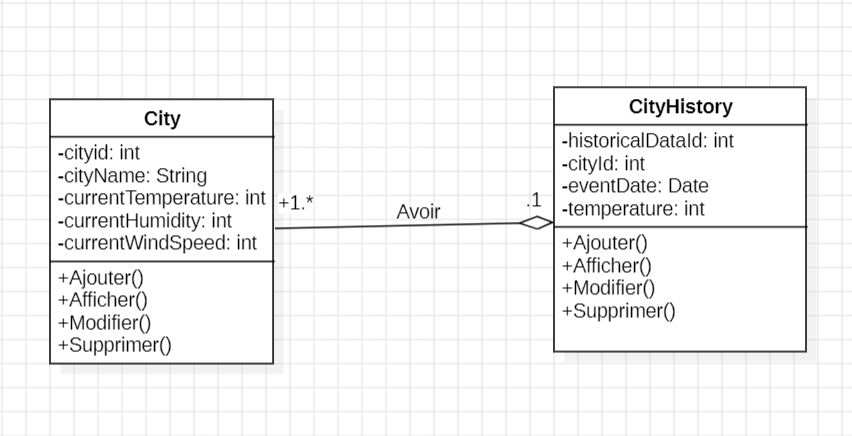 City
-cityid: int
-cityName: String
-currentTemperature: int
-currentHumidity: int
-currentWindSpeed: int
+Ajouter()
+Afficher()
+Modifier()
+Supprimer()
+1.*
Avoir
.1
CityHistory
-historicalDataId: int
-cityId: int
-eventDate: Date
-temperature: int
+Ajouter()
+Afficher()
+Modifier()
+Supprimer()